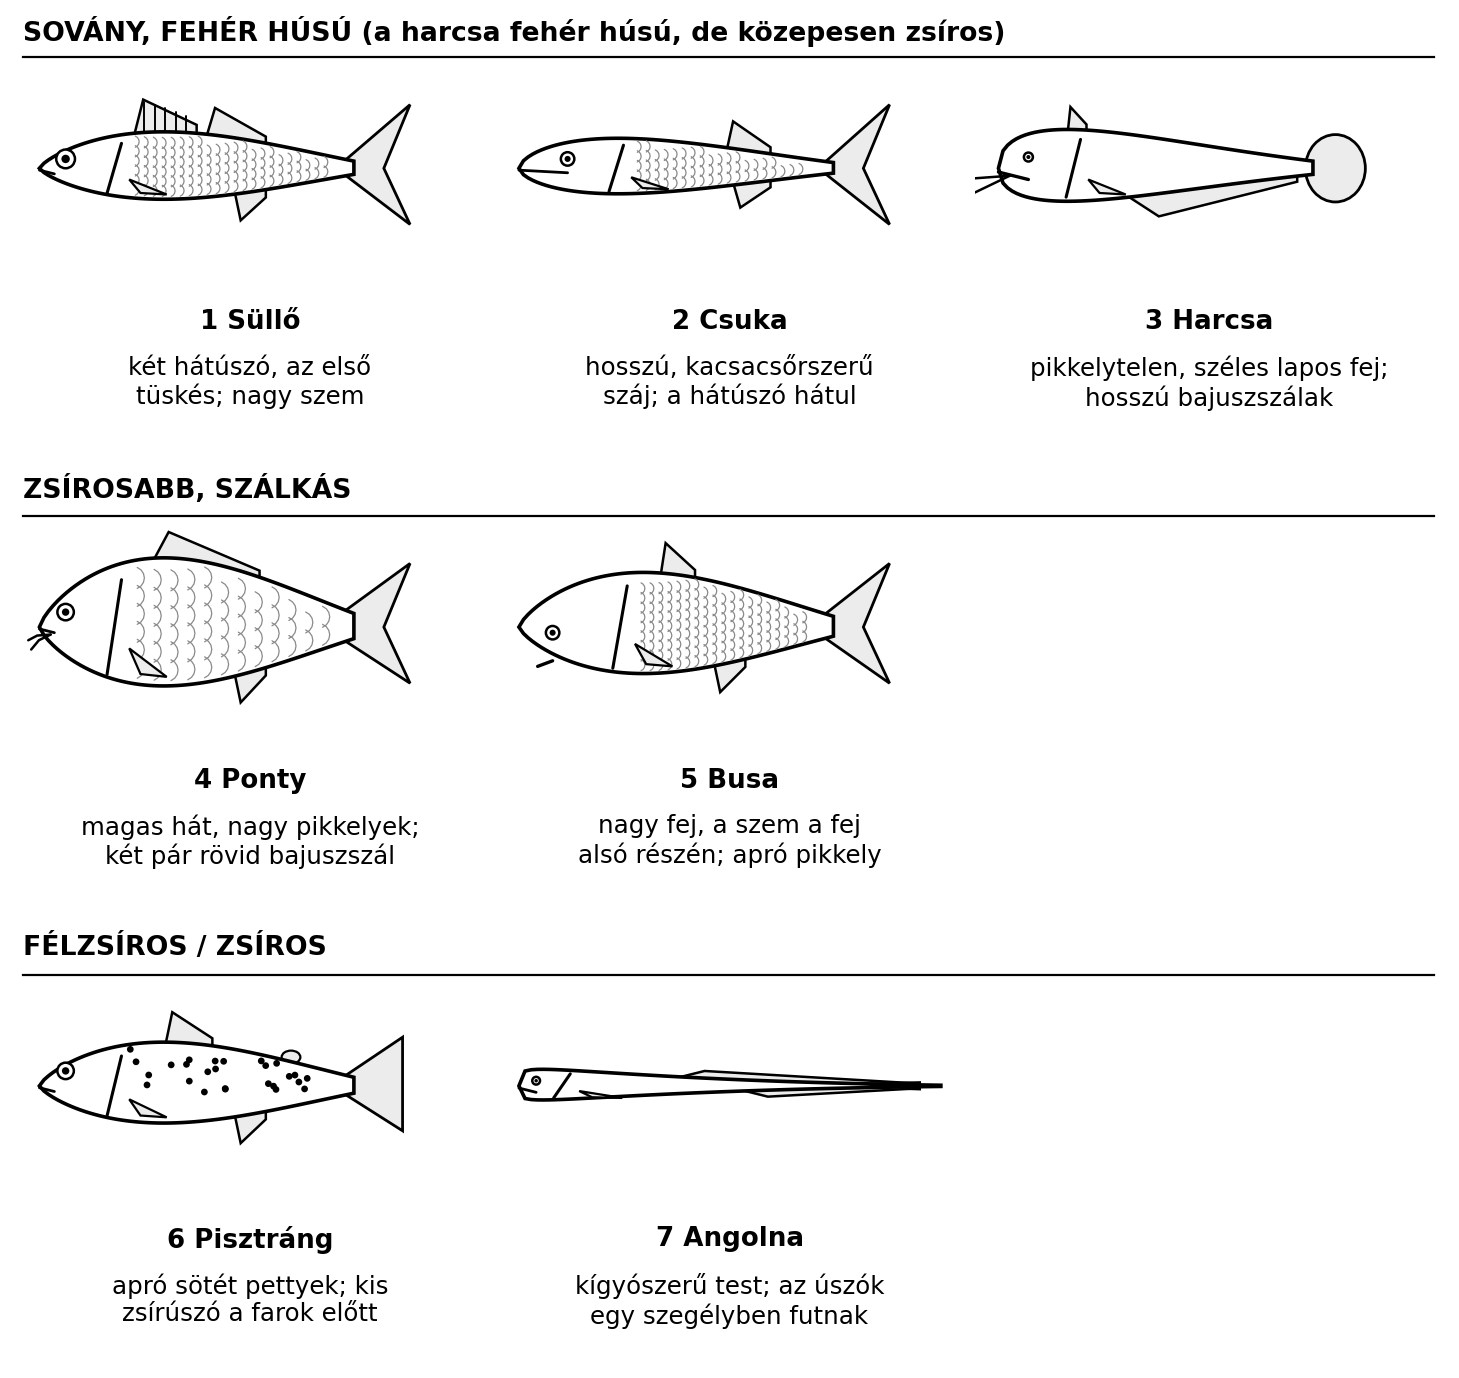 SOVÁNY, FEHÉR HÚSÚ (a harcsa fehér húsú, de közepesen zsíros)
1 Süllő
két hátúszó, az első
tüskés; nagy szem
2 Csuka
hosszú, kacsacsőrszerű
száj; a hátúszó hátul
3 Harcsa
pikkelytelen, széles lapos fej;
hosszú bajuszszálak
ZSÍROSABB, SZÁLKÁS
4 Ponty
magas hát, nagy pikkelyek;
két pár rövid bajuszszál
5 Busa
nagy fej, a szem a fej
alsó részén; apró pikkely
FÉLZSÍROS / ZSÍROS
6 Pisztráng
apró sötét pettyek; kis
zsírúszó a farok előtt
7 Angolna
kígyószerű test; az úszók
egy szegélyben futnak